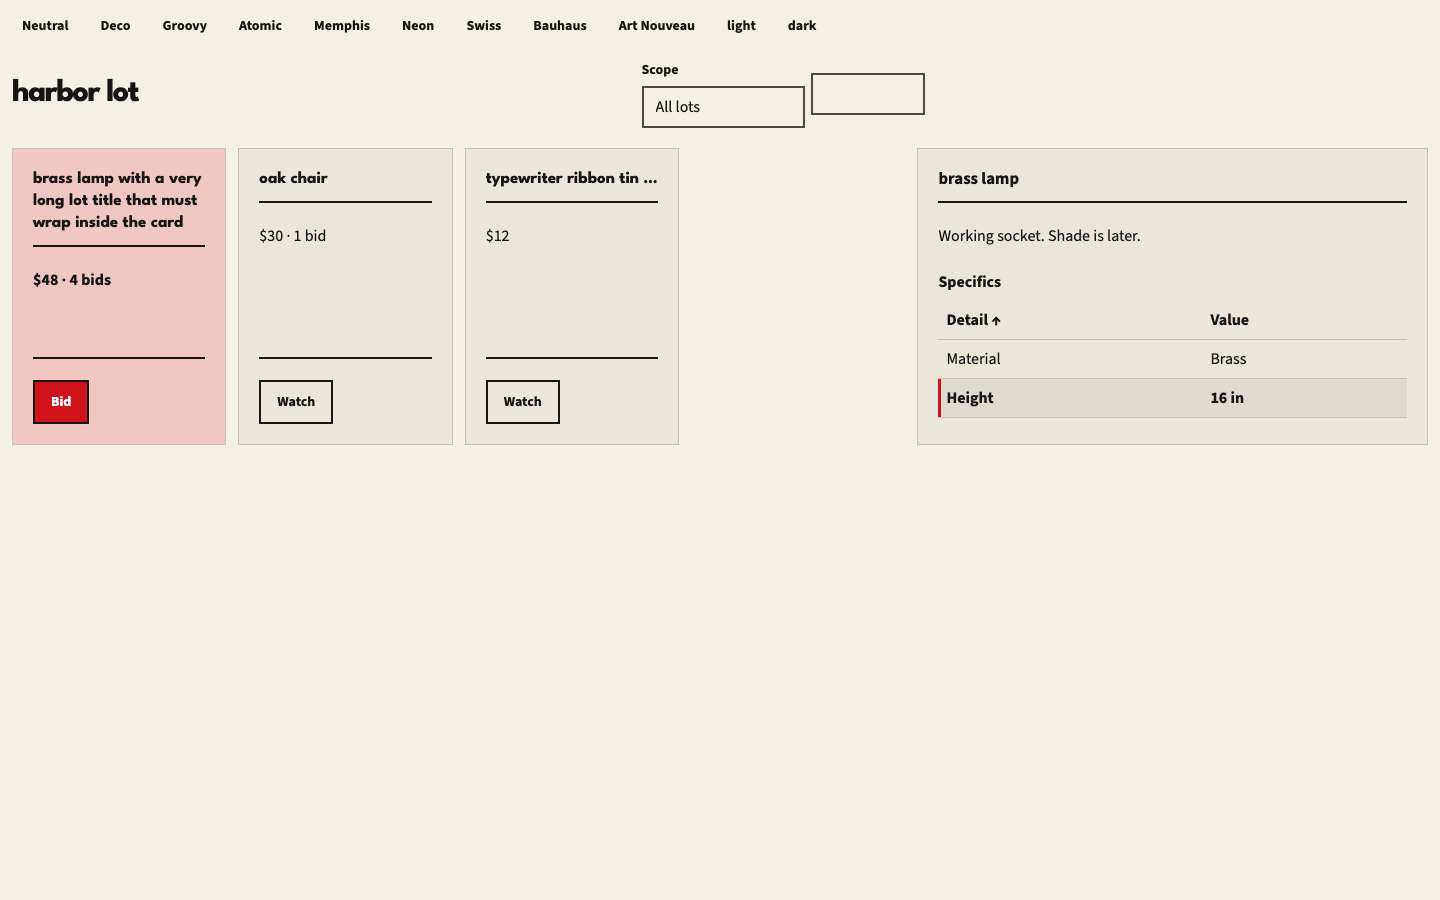 Neutral Deco Groovy Atomic Memphis Neon Swiss Bauhaus Art Nouveau light dark
harbor lot
Scope
All lots
brass lamp with a very
long lot title that must
wrap inside the card
$48 · 4 bids
Bid
oak chair
$30 · 1 bid
Watch
typewriter ribbon tin ...
$12
Watch
brass lamp
Working socket. Shade is later.
Specifics
Detail ↑ Value
Material Brass
Height 16 in